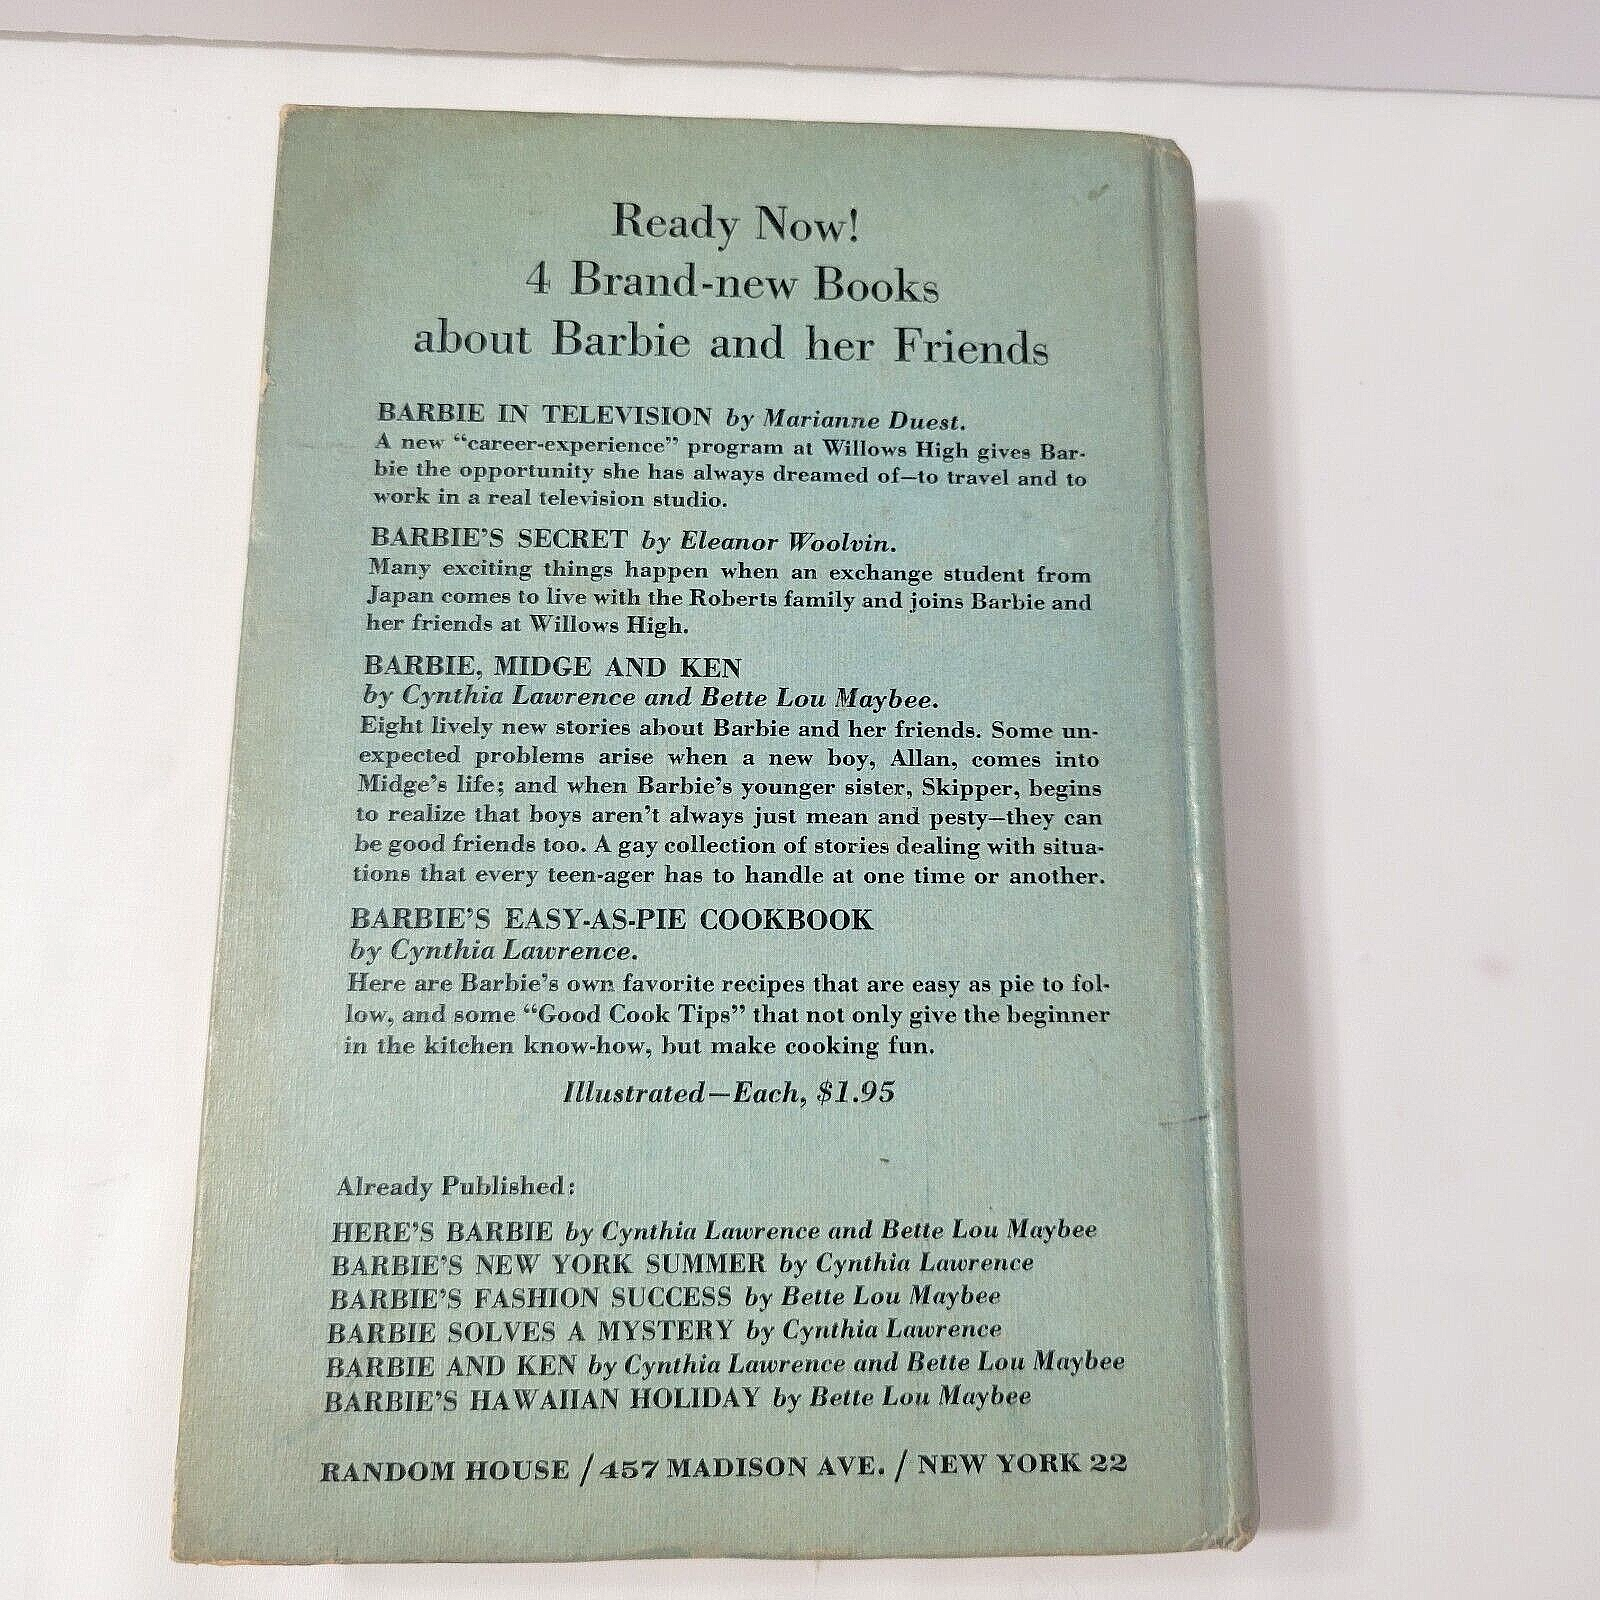 Ready Now!
4 Brand-new Books
about Barbie and her Friends
BARBIE IN TELEVISION by Marianne Duest.
A new “career-experience” program at Willows High gives Bar-
bie the opportunity she has always dreamed of—to travel and to
work in a real television studio.
BARBIE’S SECRET by Eleanor Woolvin.
Many exciting things happen when an exchange student from
Japan comes to live with the Roberts family and joins Barbie and
her friends at Willows High.
BARBIE, MIDGE AND KEN
by Cynthia Lawrence and Bette Lou Maybee.
Eight lively new stories about Barbie and her friends. Some un-
expected problems arise when a new boy, Allan, comes into
Midge’s life; and when Barbie’s younger sister, Skipper, begins
to realize that boys aren’t always just mean and pesty—they can
be good friends too. A gay collection of stories dealing with situa-
tions that every teen-ager has to handle at one time or another.
BARBIE’S EASY-AS-PIE COOKBOOK
by Cynthia Lawrence.
Here are Barbie’s own favorite recipes that are easy as pie to fol-
low, and some “Good Cook Tips” that not only give the beginner
in the kitchen know-how, but make cooking fun.
Illustrated—Each, $1.95
Already Published:
HERE’S BARBIE by Cynthia Lawrence and Bette Lou Maybee
BARBIE’S NEW YORK SUMMER by Cynthia Lawrence
BARBIE’S FASHION SUCCESS by Bette Lou Maybee
BARBIE SOLVES A MYSTERY by Cynthia Lawrence
BARBIE AND KEN by Cynthia Lawrence and Bette Lou Maybee
BARBIE’S HAWAIIAN HOLIDAY by Bette Lou Maybee
RANDOM HOUSE / 457 MADISON AVE. / NEW YORK 22